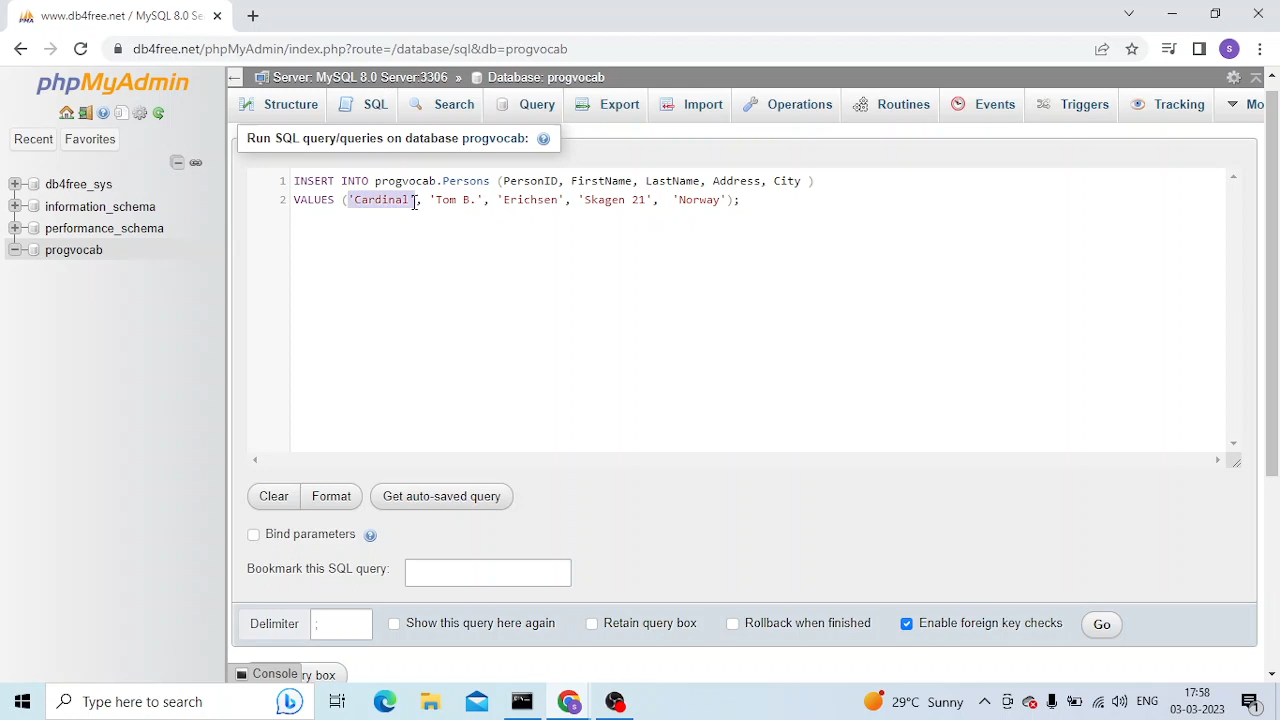 www.db4free.net / MySQL 8.0 Se
db4free.net/phpMyAdmin/index.php?route=/database/sql&db=progvocab
S
phpMyAdmin
Server: MySQL 8.0 Server:3306 » Database: progvocab
Structure SQL Search Query Export Import Operations Routines Events Triggers Tracking Mo
Recent Favorites
Run SQL query/queries on database progvocab:
db4free_sys
information_schema
performance_schema
progvocab
1 INSERT INTO progvocab.Persons (PersonID, FirstName, LastName, Address, City )
2 VALUES ('Cardinal', 'Tom B.', 'Erichsen', 'Skagen 21', 'Norway');
Clear Format Get auto-saved query
Bind parameters
Bookmark this SQL query:
Delimiter ; Show this query here again Retain query box Rollback when finished Enable foreign key checks Go
Console ry box
Type here to search
29°C Sunny
17:58
03-03-2023
1